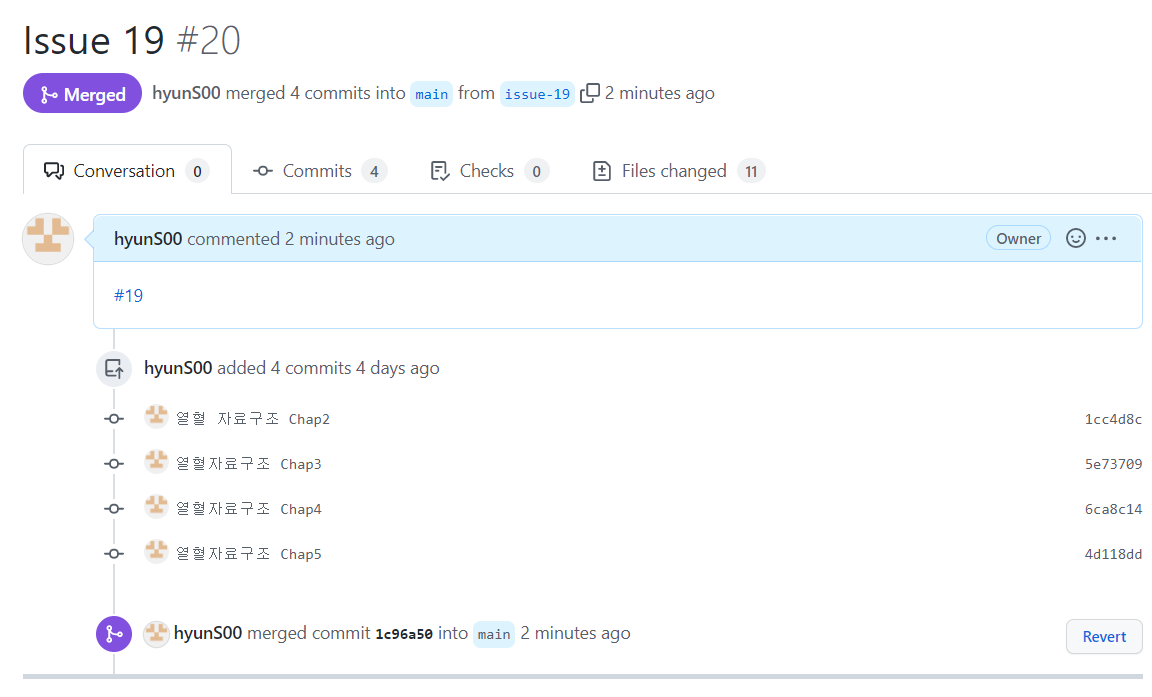 Issue 19 #20
Merged hyunS00 merged 4 commits into main from issue-19 2 minutes ago
Conversation 0 Commits 4 Checks 0 Files changed 11
hyunS00 commented 2 minutes ago Owner
#19
hyunS00 added 4 commits 4 days ago
열혈 자료구조 Chap2 1cc4d8c
열혈자료구조 Chap3 5e73709
열혈자료구조 Chap4 6ca8c14
열혈자료구조 Chap5 4d118dd
hyunS00 merged commit 1c96a50 into main 2 minutes ago Revert